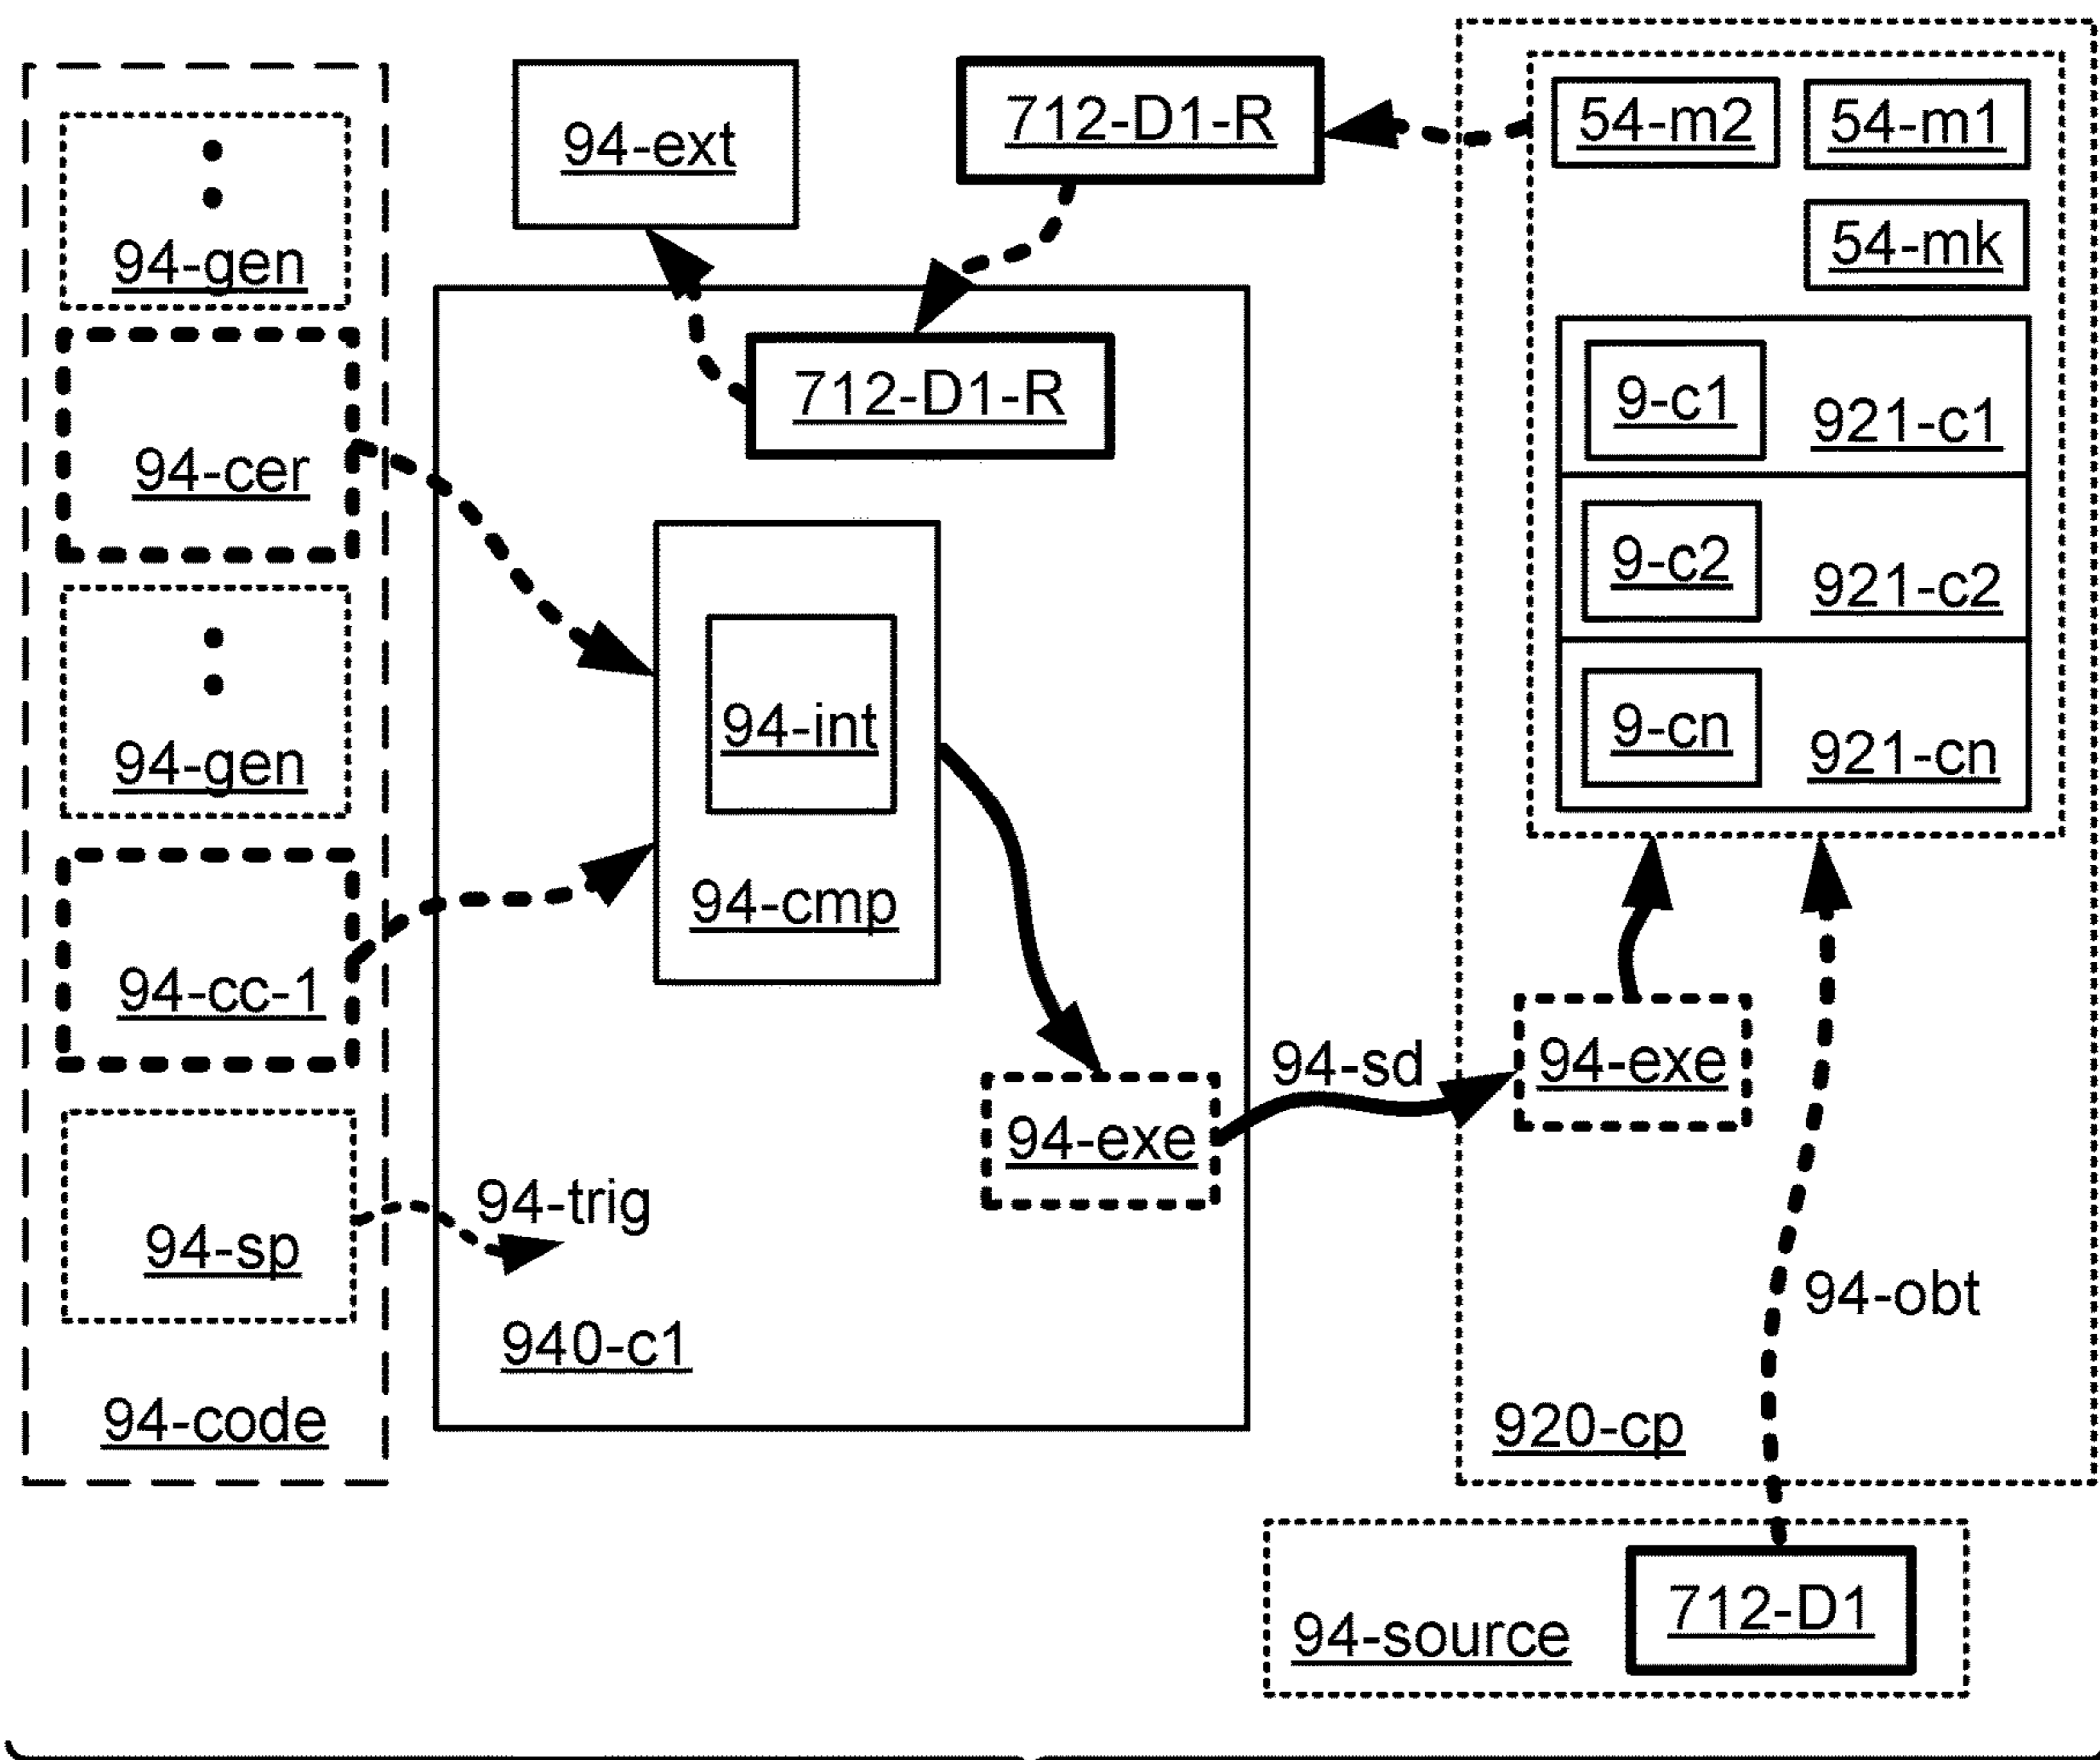 94-gen
94-cer
94-gen
94-cc-1
94-sp
94-code
94-ext
712-D1-R
712-D1-R
94-int
94-cmp
94-exe
94-trig
940-c1
94-sd
54-m2
54-m1
54-mk
9-c1
921-c1
9-c2
921-c2
9-cn
921-cn
94-exe
94-obt
920-cp
94-source
712-D1